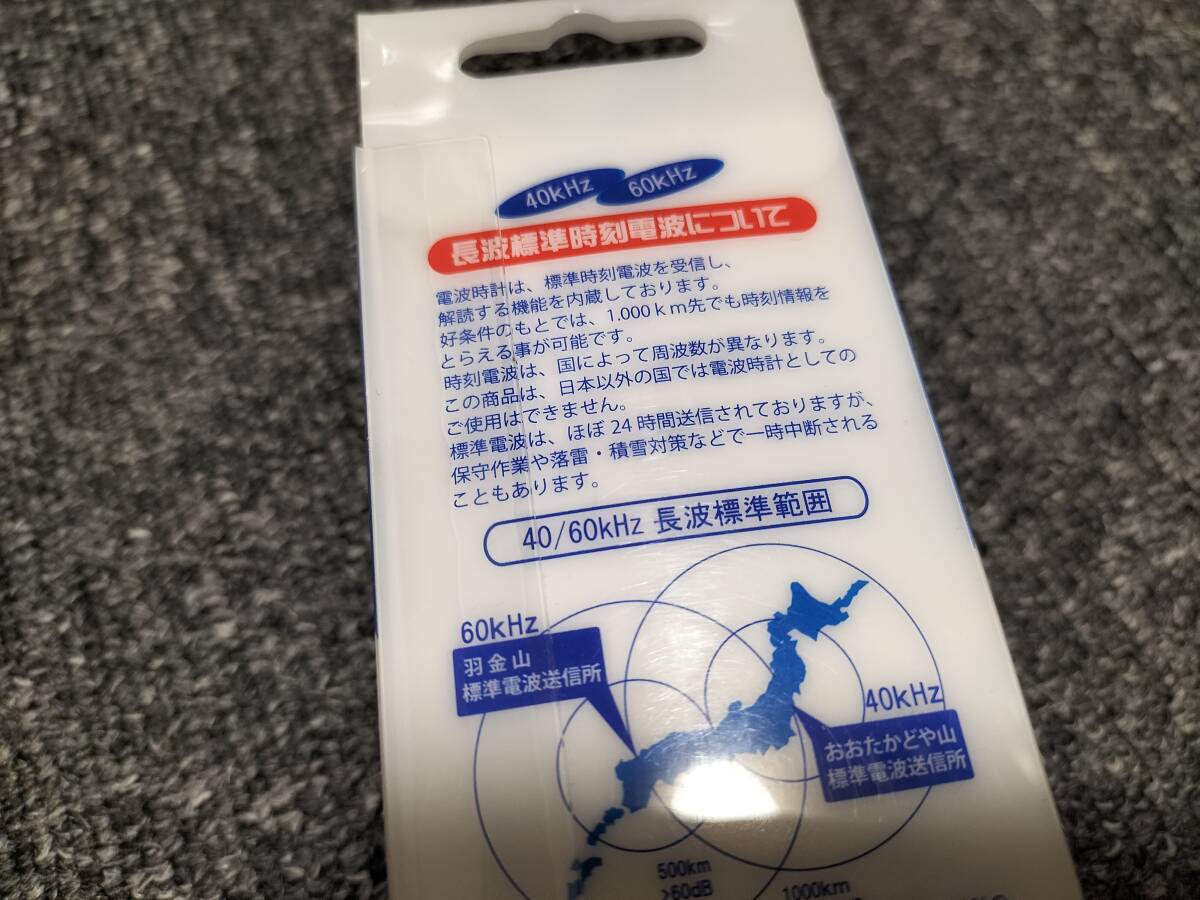 40kHz 60kHz
長波標準時刻電波について
電波時計は、標準時刻電波を受信し、
解読する機能を内蔵しております。
好条件のもとでは、1.000ｋｍ先でも時刻情報を
とらえる事が可能です。
時刻電波は、国によって周波数が異なります。
この商品は、日本以外の国では電波時計としての
ご使用はできません。
標準電波は、ほぼ24時間送信されておりますが、
保守作業や落雷・積雪対策などで一時中断される
こともあります。
40/60kHz 長波標準範囲
60kHz
羽金山
標準電波送信所
40kHz
おおたかどや山
標準電波送信所
500km
>60dB
1000km